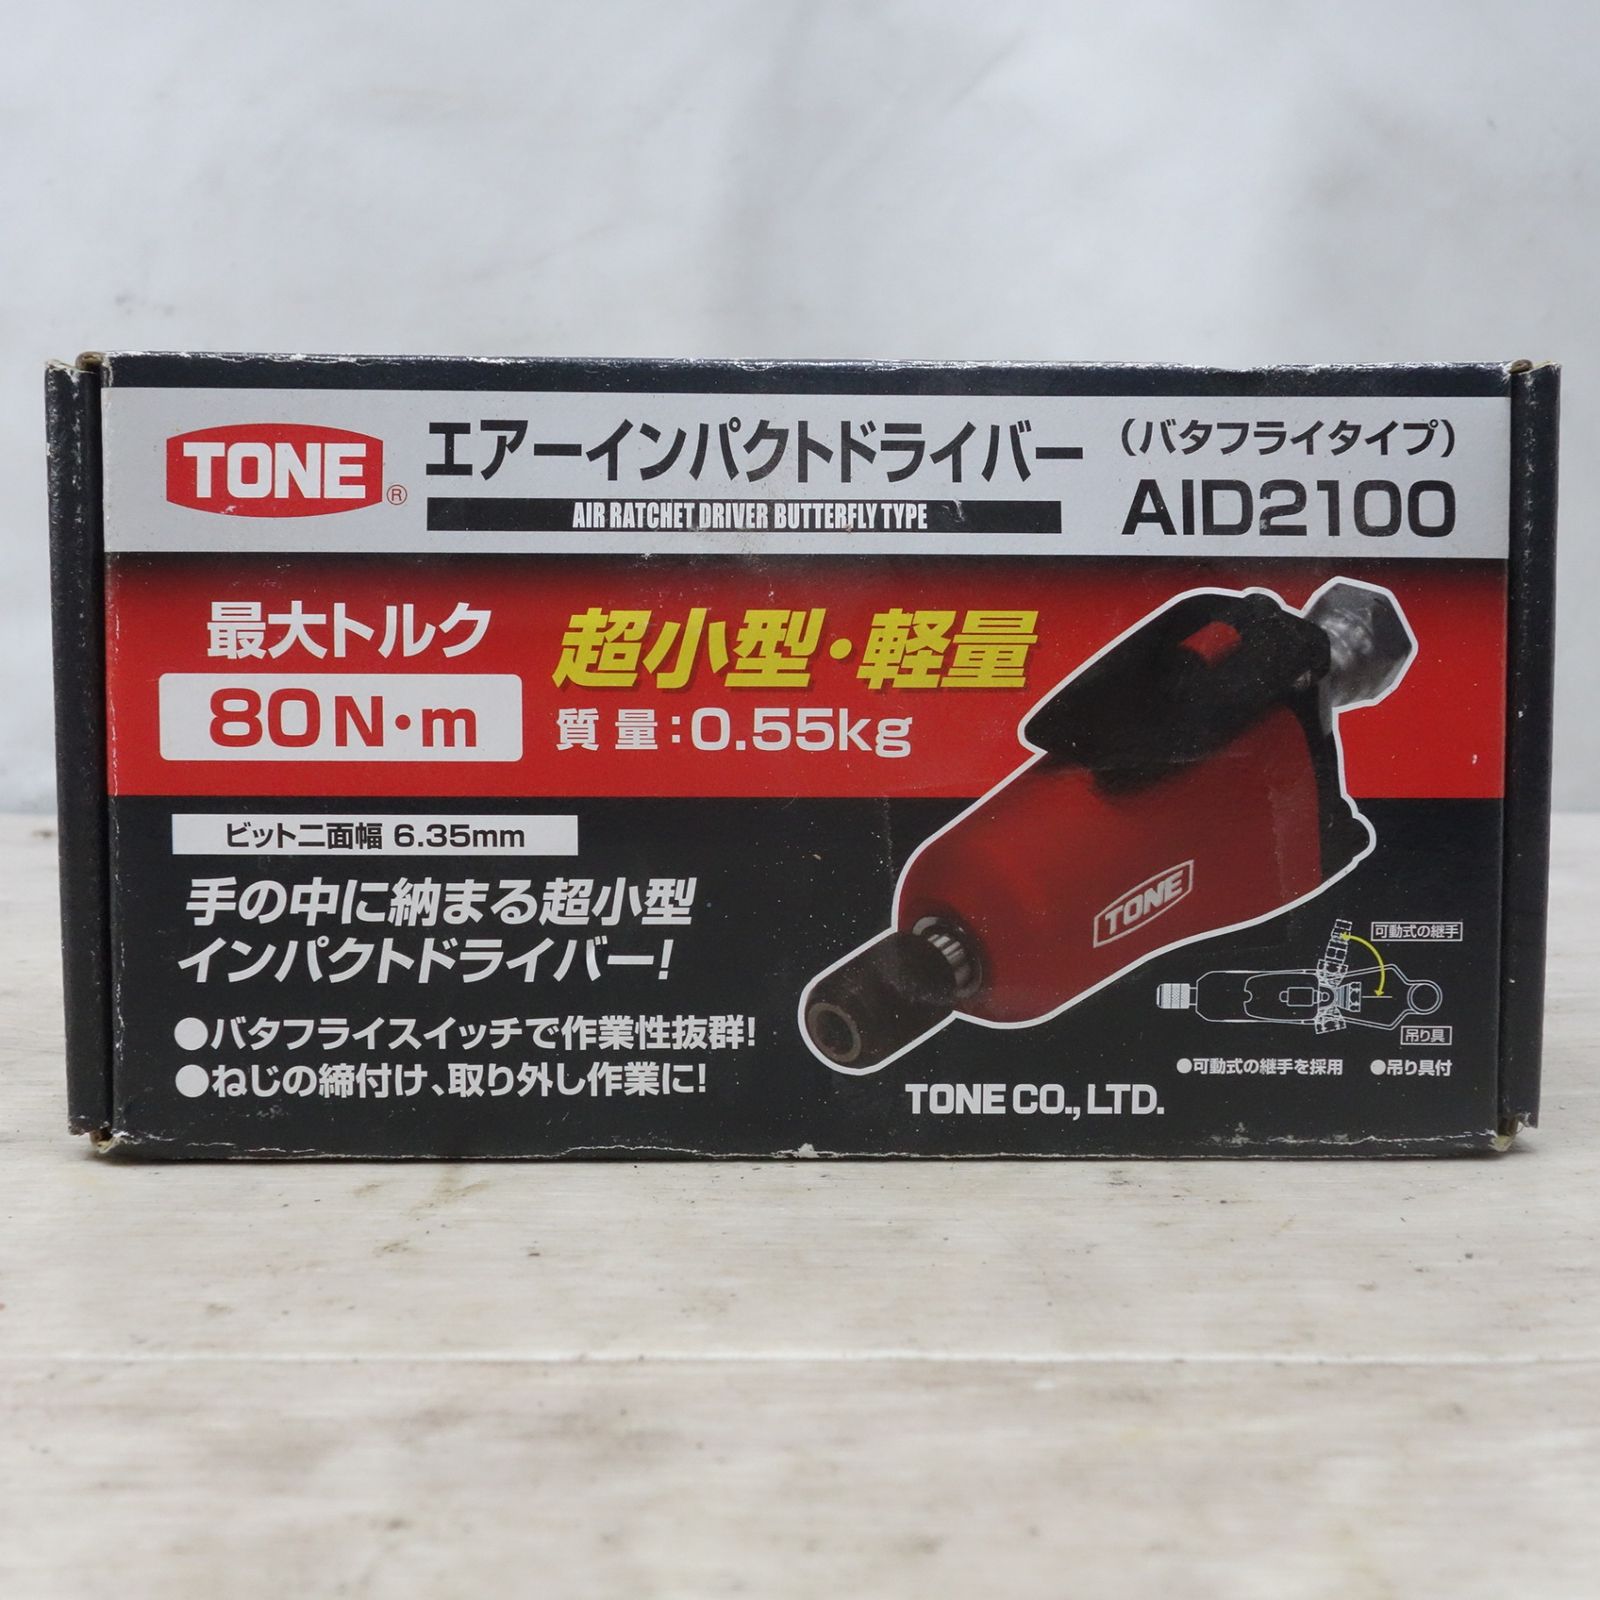 TONE®
エアーインパクトドライバー
(バタフライタイプ)
AIR RATCHET DRIVER BUTTERFLY TYPE
AID2100
最大トルク
80N・m
超小型・軽量
質量:0.55kg
ビット二面幅 6.35mm
手の中に納まる超小型
インパクトドライバー!
●バタフライスイッチで作業性抜群!
●ねじの締付け、取り外し作業に!
TONE
可動式の継手
吊り具
●可動式の継手を採用 ●吊り具付
TONE CO., LTD.